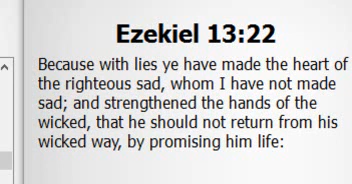 Ezekiel 13:22
Because with lies ye have made the heart of
the righteous sad, whom I have not made
sad; and strengthened the hands of the
wicked, that he should not return from his
wicked way, by promising him life: